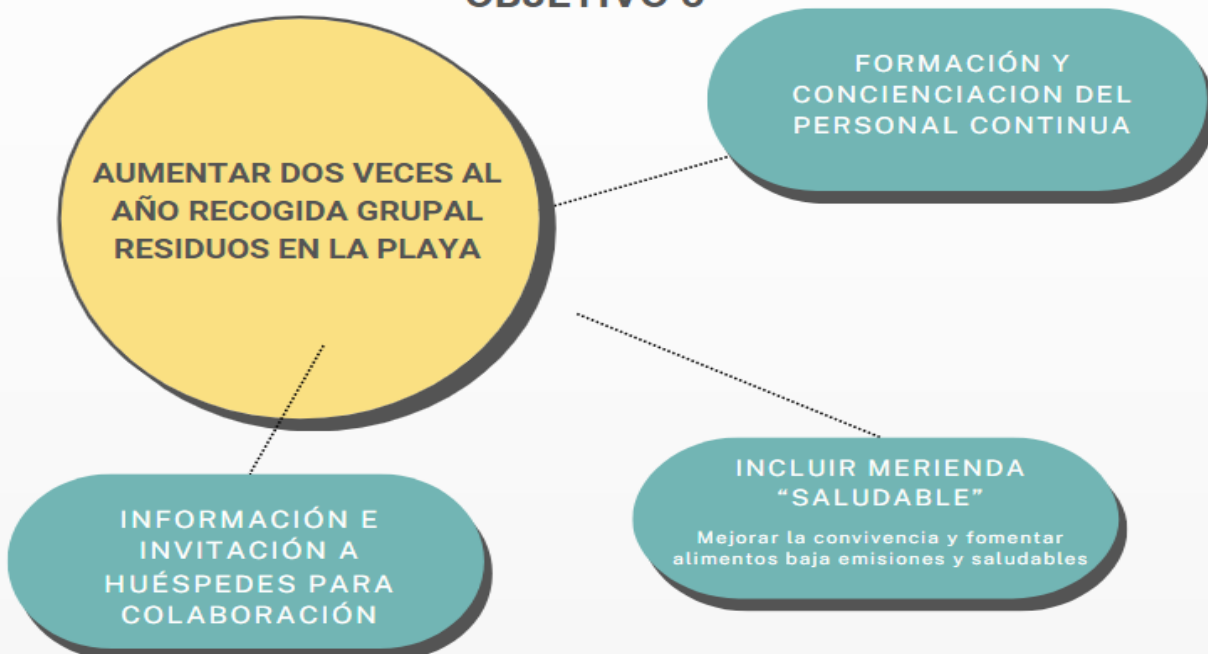 OBJETIVO
AUMENTAR DOS VECES AL
AÑO RECOGIDA GRUPAL
RESIDUOS EN LA PLAYA
FORMACIÓN Y
CONCIENCIACION DEL
PERSONAL CONTINUA
INCLUIR MERIENDA
“SALUDABLE”
Mejorar la convivencia y fomentar
alimentos baja emisiones y saludables
INFORMACIÓN E
INVITACIÓN A
HUÉSPEDES PARA
COLABORACIÓN